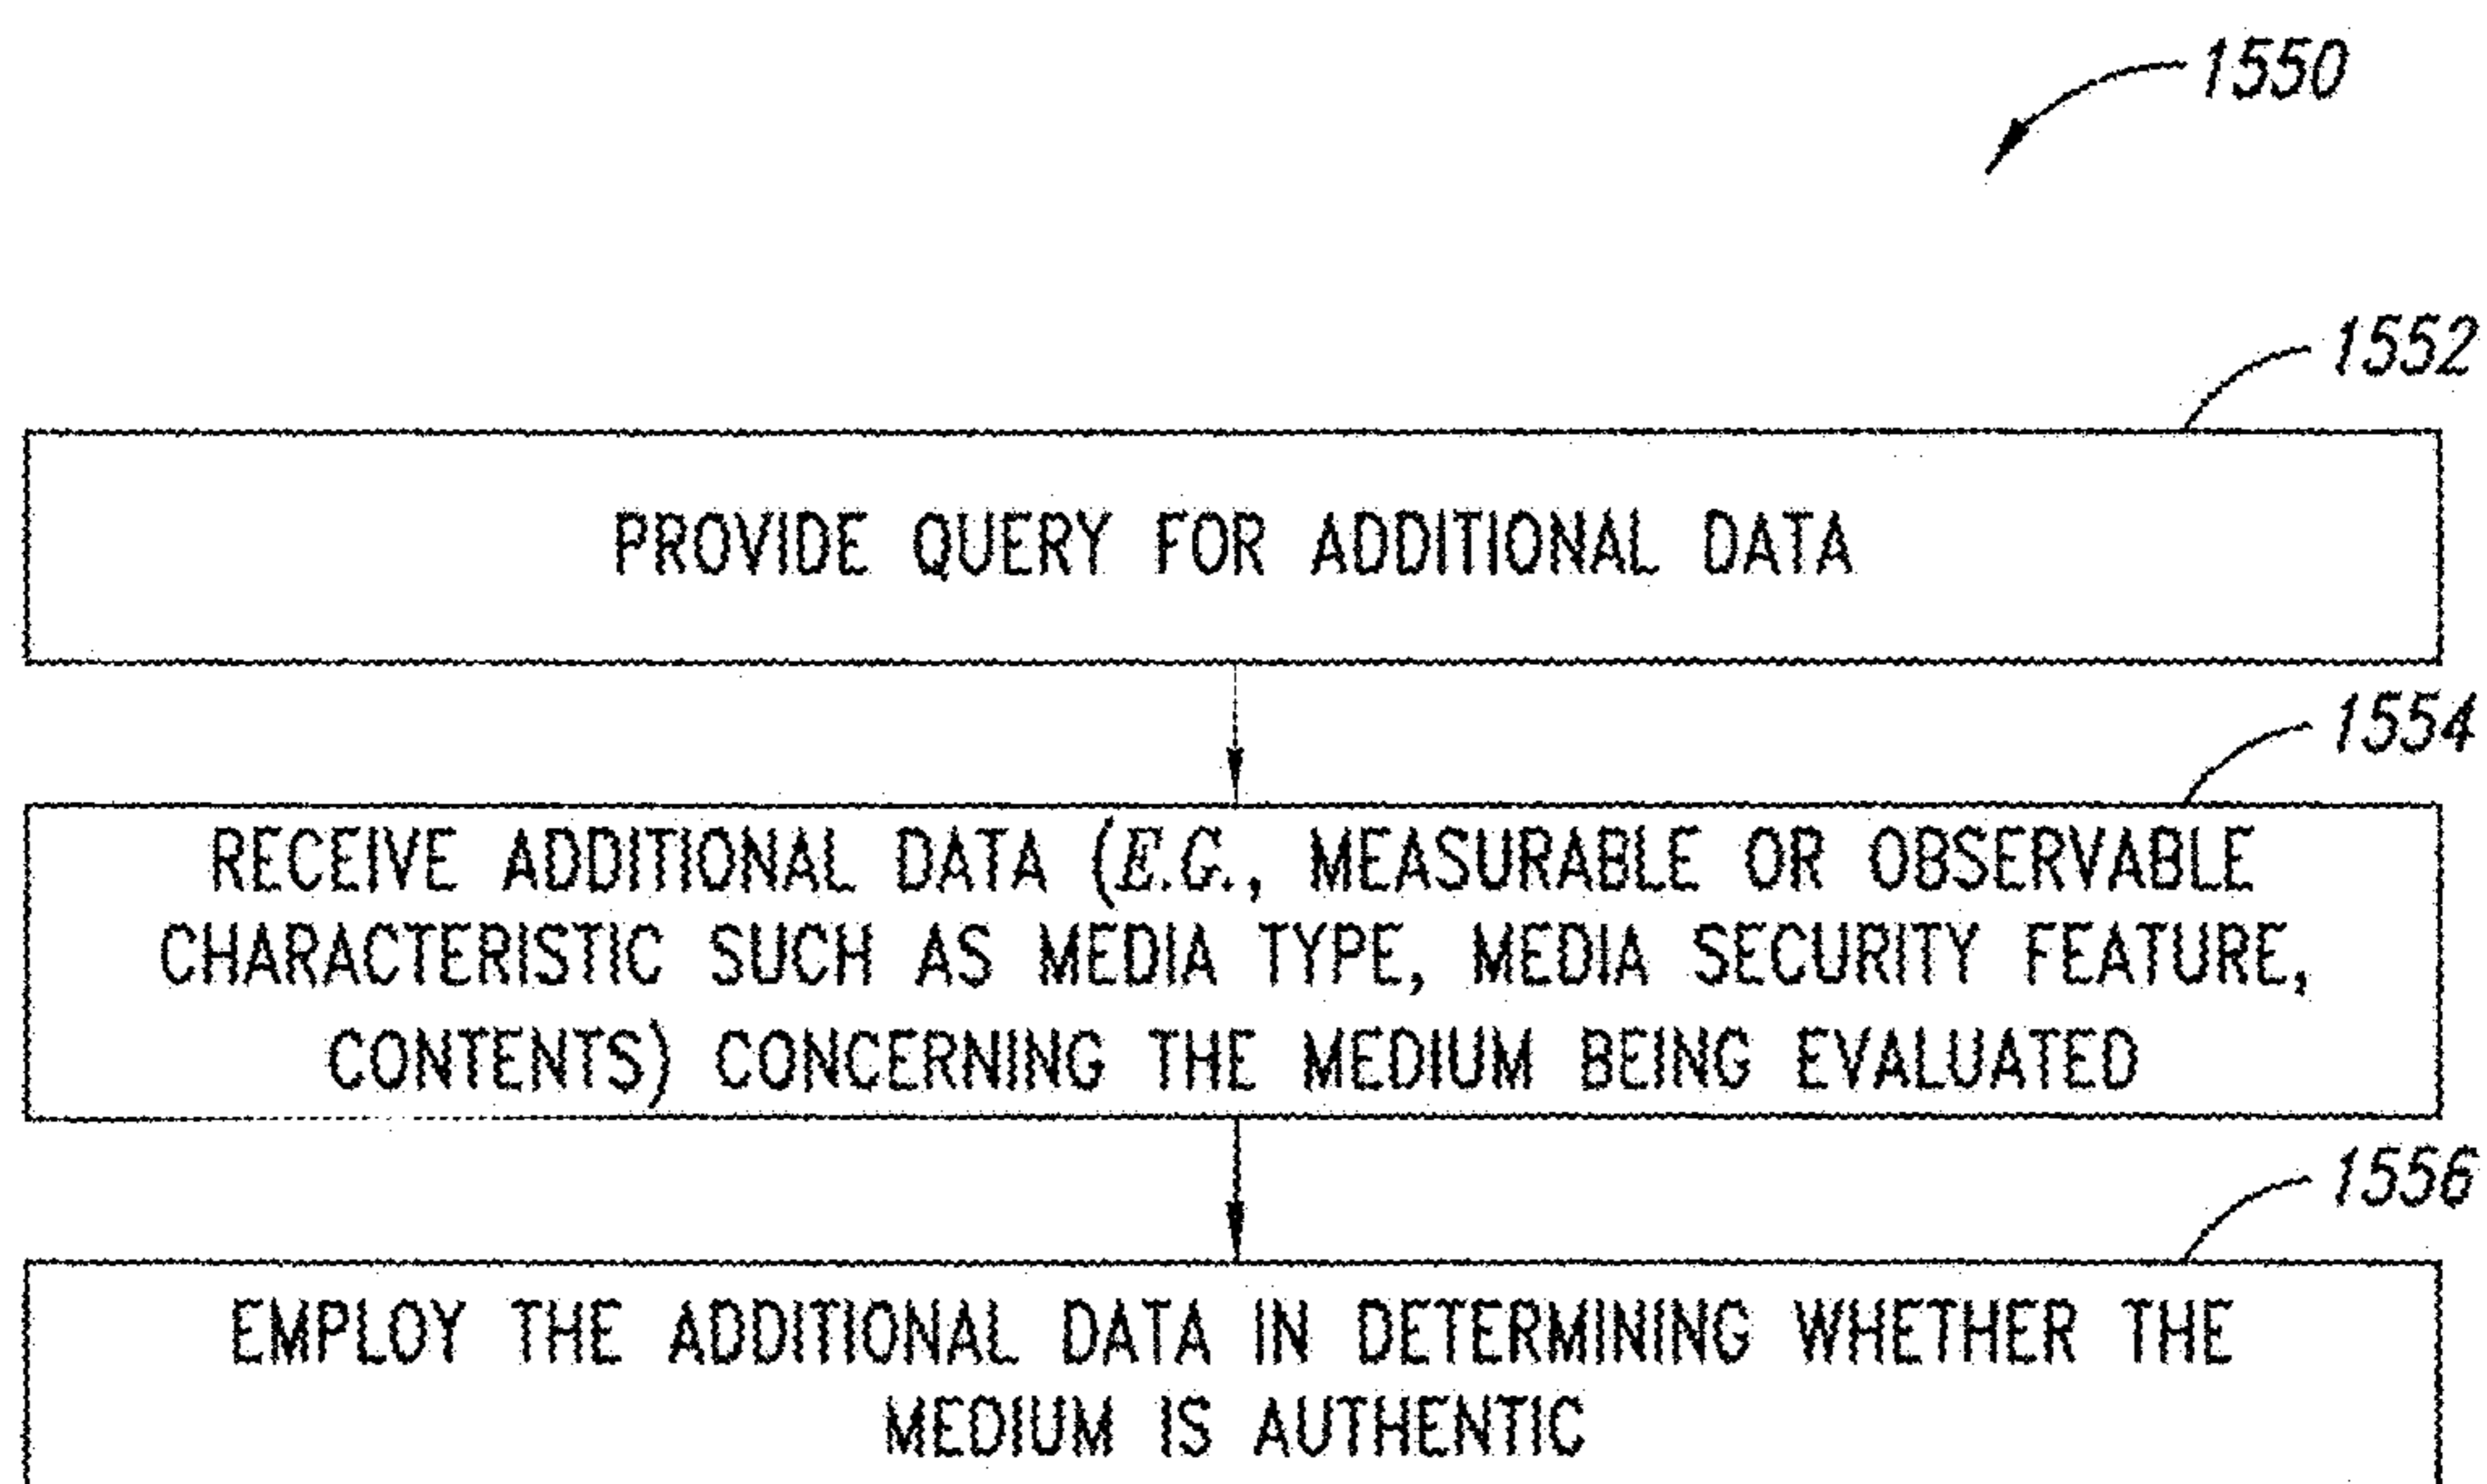 1550
1552
PROVIDE QUERY FOR ADDITIONAL DATA
1554
RECEIVE ADDITIONAL DATA (E.G., MEASURABLE OR OBSERVABLE
CHARACTERISTIC SUCH AS MEDIA TYPE, MEDIA SECURITY FEATURE,
CONTENTS) CONCERNING THE MEDIUM BEING EVALUATED
1556
EMPLOY THE ADDITIONAL DATA IN DETERMINING WHETHER THE
MEDIUM IS AUTHENTIC